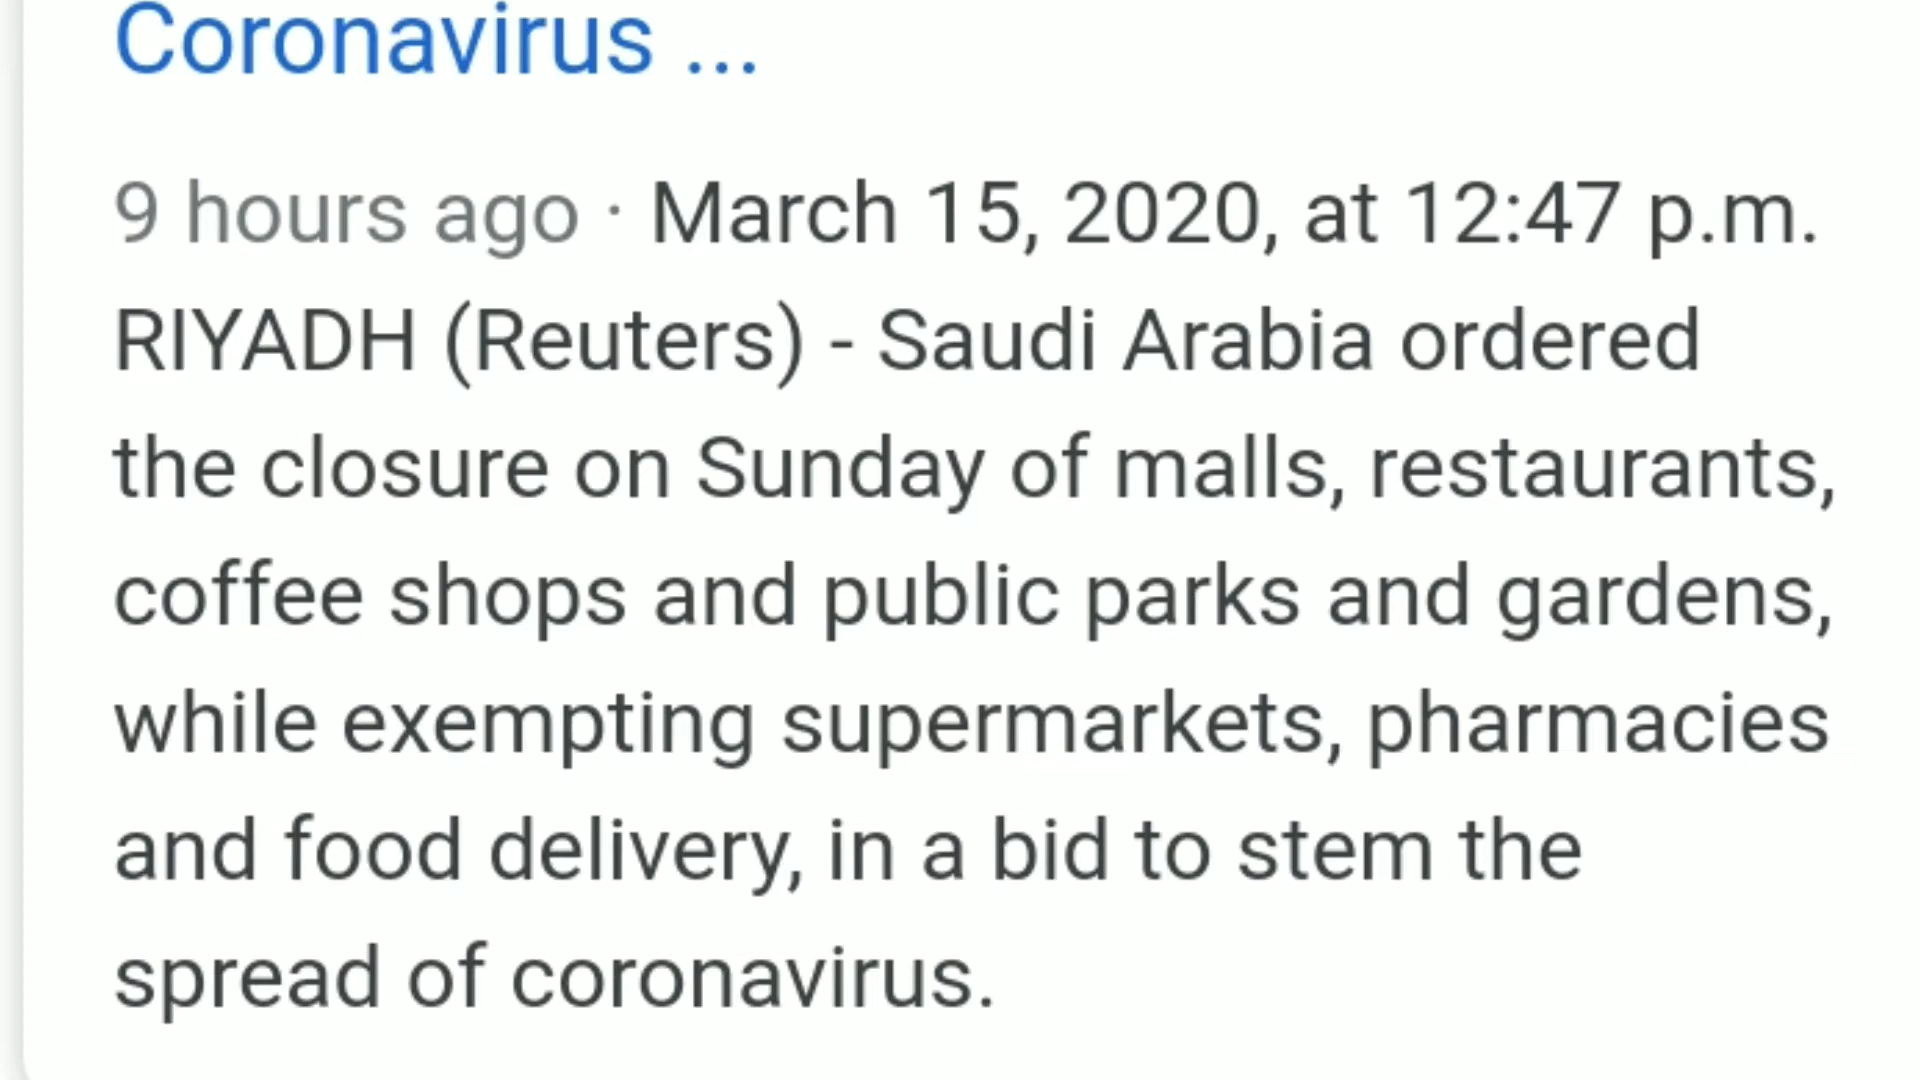 Coronavirus ...
9 hours ago · March 15, 2020, at 12:47 p.m.
RIYADH (Reuters) - Saudi Arabia ordered
the closure on Sunday of malls, restaurants,
coffee shops and public parks and gardens,
while exempting supermarkets, pharmacies
and food delivery, in a bid to stem the
spread of coronavirus.